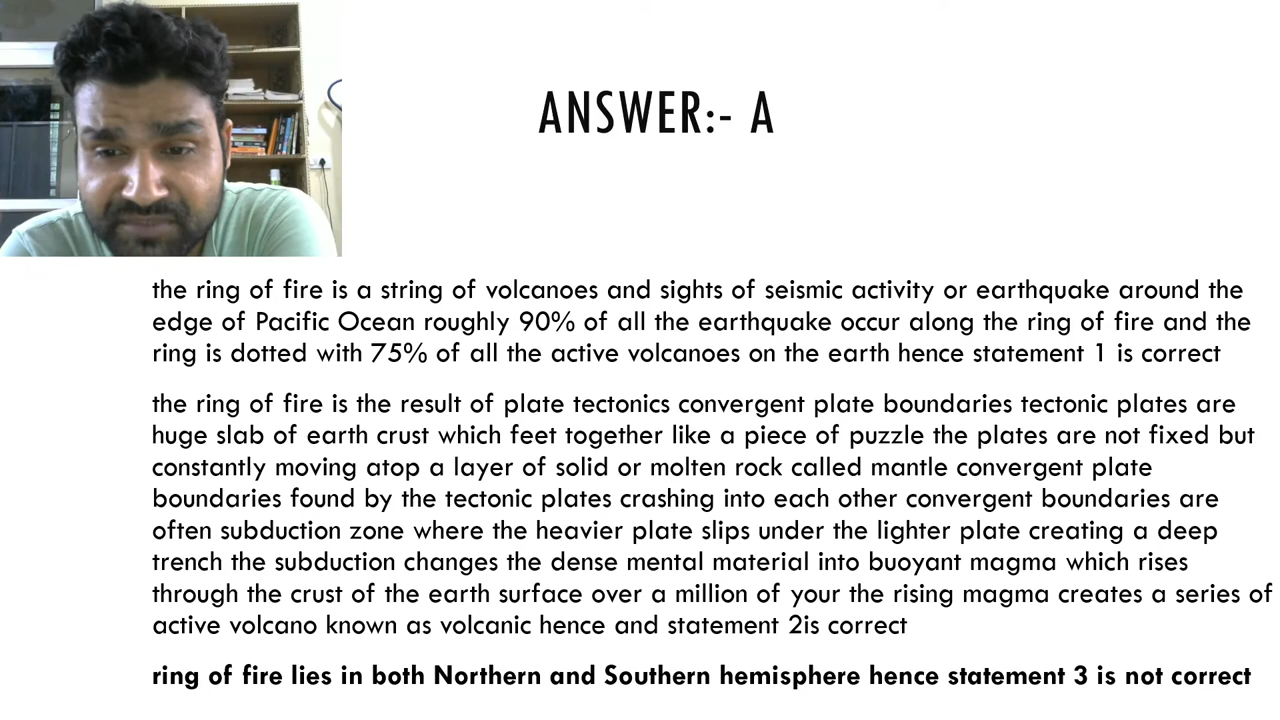 ANSWER:- A
the ring of fire is a string of volcanoes and sights of seismic activity or earthquake around the
edge of Pacific Ocean roughly 90% of all the earthquake occur along the ring of fire and the
ring is dotted with 75% of all the active volcanoes on the earth hence statement 1 is correct
the ring of fire is the result of plate tectonics convergent plate boundaries tectonic plates are
huge slab of earth crust which feet together like a piece of puzzle the plates are not fixed but
constantly moving atop a layer of solid or molten rock called mantle convergent plate
boundaries found by the tectonic plates crashing into each other convergent boundaries are
often subduction zone where the heavier plate slips under the lighter plate creating a deep
trench the subduction changes the dense mental material into buoyant magma which rises
through the crust of the earth surface over a million of your the rising magma creates a series of
active volcano known as volcanic hence and statement 2is correct
ring of fire lies in both Northern and Southern hemisphere hence statement 3 is not correct